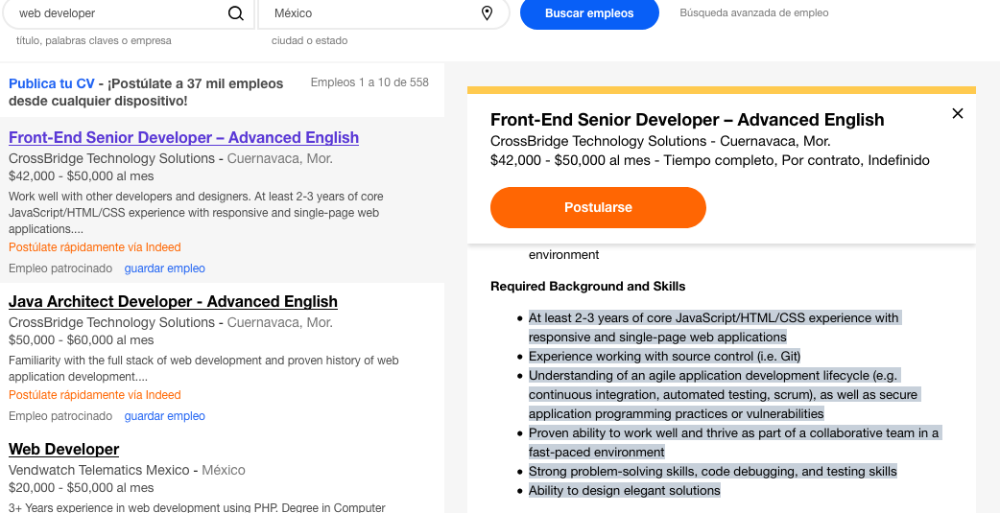 web developer
México
Buscar empleos
Búsqueda avanzada de empleo
título, palabras claves o empresa
ciudad o estado
Publica tu CV - ¡Postúlate a 37 mil empleos
desde cualquier dispositivo!
Empleos 1 a 10 de 558
Front-End Senior Developer – Advanced English
CrossBridge Technology Solutions - Cuernavaca, Mor.
$42,000 - $50,000 al mes
Work well with other developers and designers. At least 2-3 years of core
JavaScript/HTML/CSS experience with responsive and single-page web
applications....
Postúlate rápidamente vía Indeed
Empleo patrocinado guardar empleo
Java Architect Developer - Advanced English
CrossBridge Technology Solutions - Cuernavaca, Mor.
$50,000 - $60,000 al mes
Familiarity with the full stack of web development and proven history of web
application development....
Postúlate rápidamente vía Indeed
Empleo patrocinado guardar empleo
Web Developer
Vendwatch Telematics Mexico - México
$20,000 - $50,000 al mes
3+ Years experience in web development using PHP. Degree in Computer
Front-End Senior Developer – Advanced English
CrossBridge Technology Solutions - Cuernavaca, Mor.
$42,000 - $50,000 al mes - Tiempo completo, Por contrato, Indefinido
Postularse
environment
Required Background and Skills
• At least 2-3 years of core JavaScript/HTML/CSS experience with
responsive and single-page web applications
• Experience working with source control (i.e. Git)
• Understanding of an agile application development lifecycle (e.g.
continuous integration, automated testing, scrum), as well as secure
application programming practices or vulnerabilities
• Proven ability to work well and thrive as part of a collaborative team in a
fast-paced environment
• Strong problem-solving skills, code debugging, and testing skills
• Ability to design elegant solutions